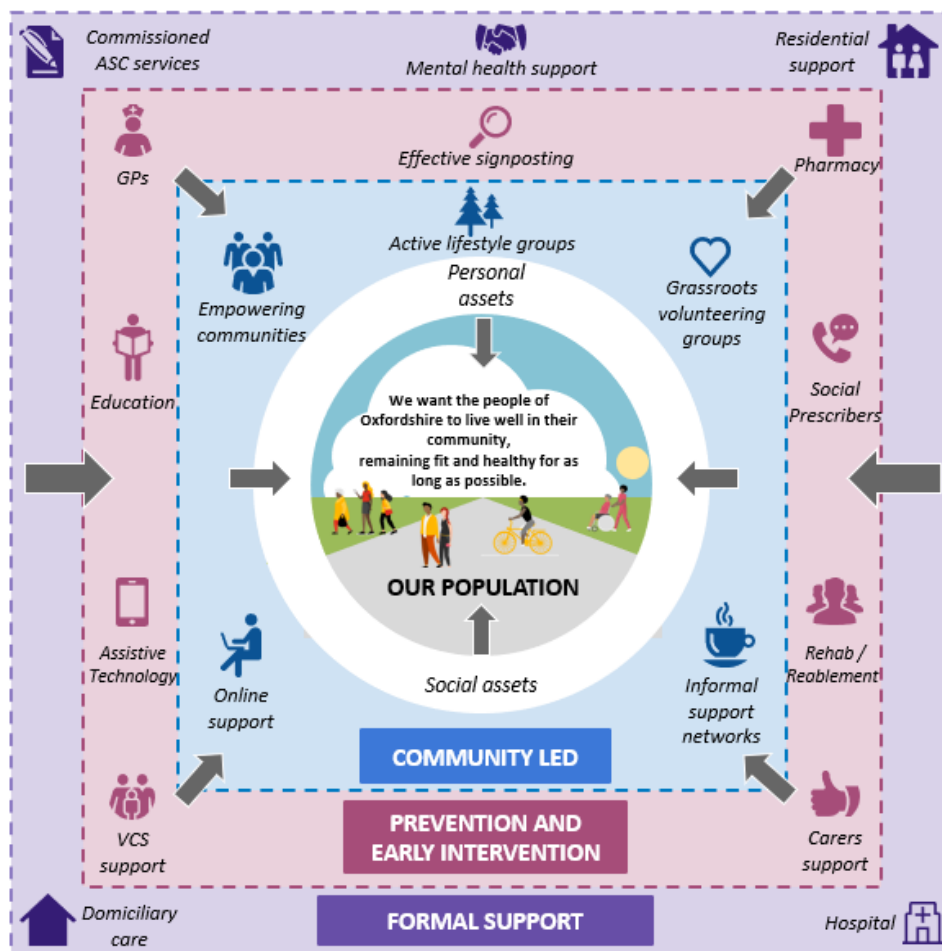 Commissioned
ASC services
Mental health support
Residential
support
GPs
Effective signposting
Pharmacy
Active lifestyle groups
Empowering
communities
Personal
assets
Grassroots
volunteering
groups
Education
We want the people of
Oxfordshire to live well in their
community,
remaining fit and healthy for as
long as possible.
Social
Prescribers
OUR POPULATION
Assistive
Technology
Online
support
Social assets
Informal
support
networks
Rehab /
Reablement
COMMUNITY LED
VCS
support
PREVENTION AND
EARLY INTERVENTION
Carers
support
Domiciliary
care
FORMAL SUPPORT
Hospital